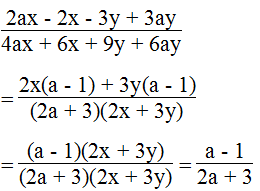 2ax - 2x - 3y + 3ay
4ax + 6x + 9y + 6ay
= 2x(a - 1) + 3y(a - 1)
(2a + 3)(2x + 3y)
= (a - 1)(2x + 3y) = a - 1
(2a + 3)(2x + 3y) 2a + 3